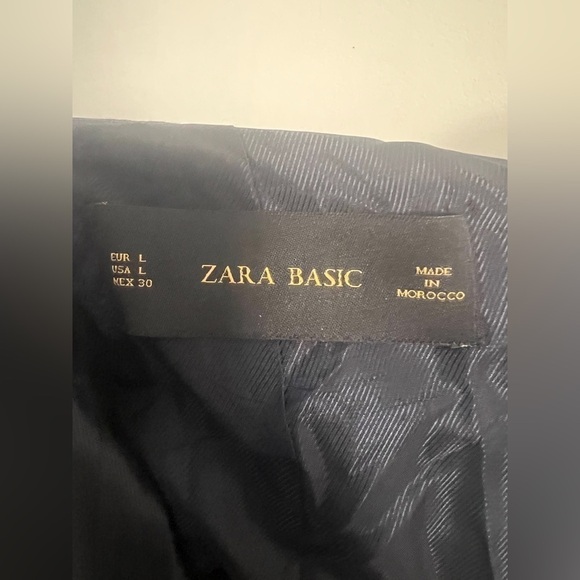 EUR L
USA L
MEX 30
ZARA BASIC
MADE
IN
MOROCCO